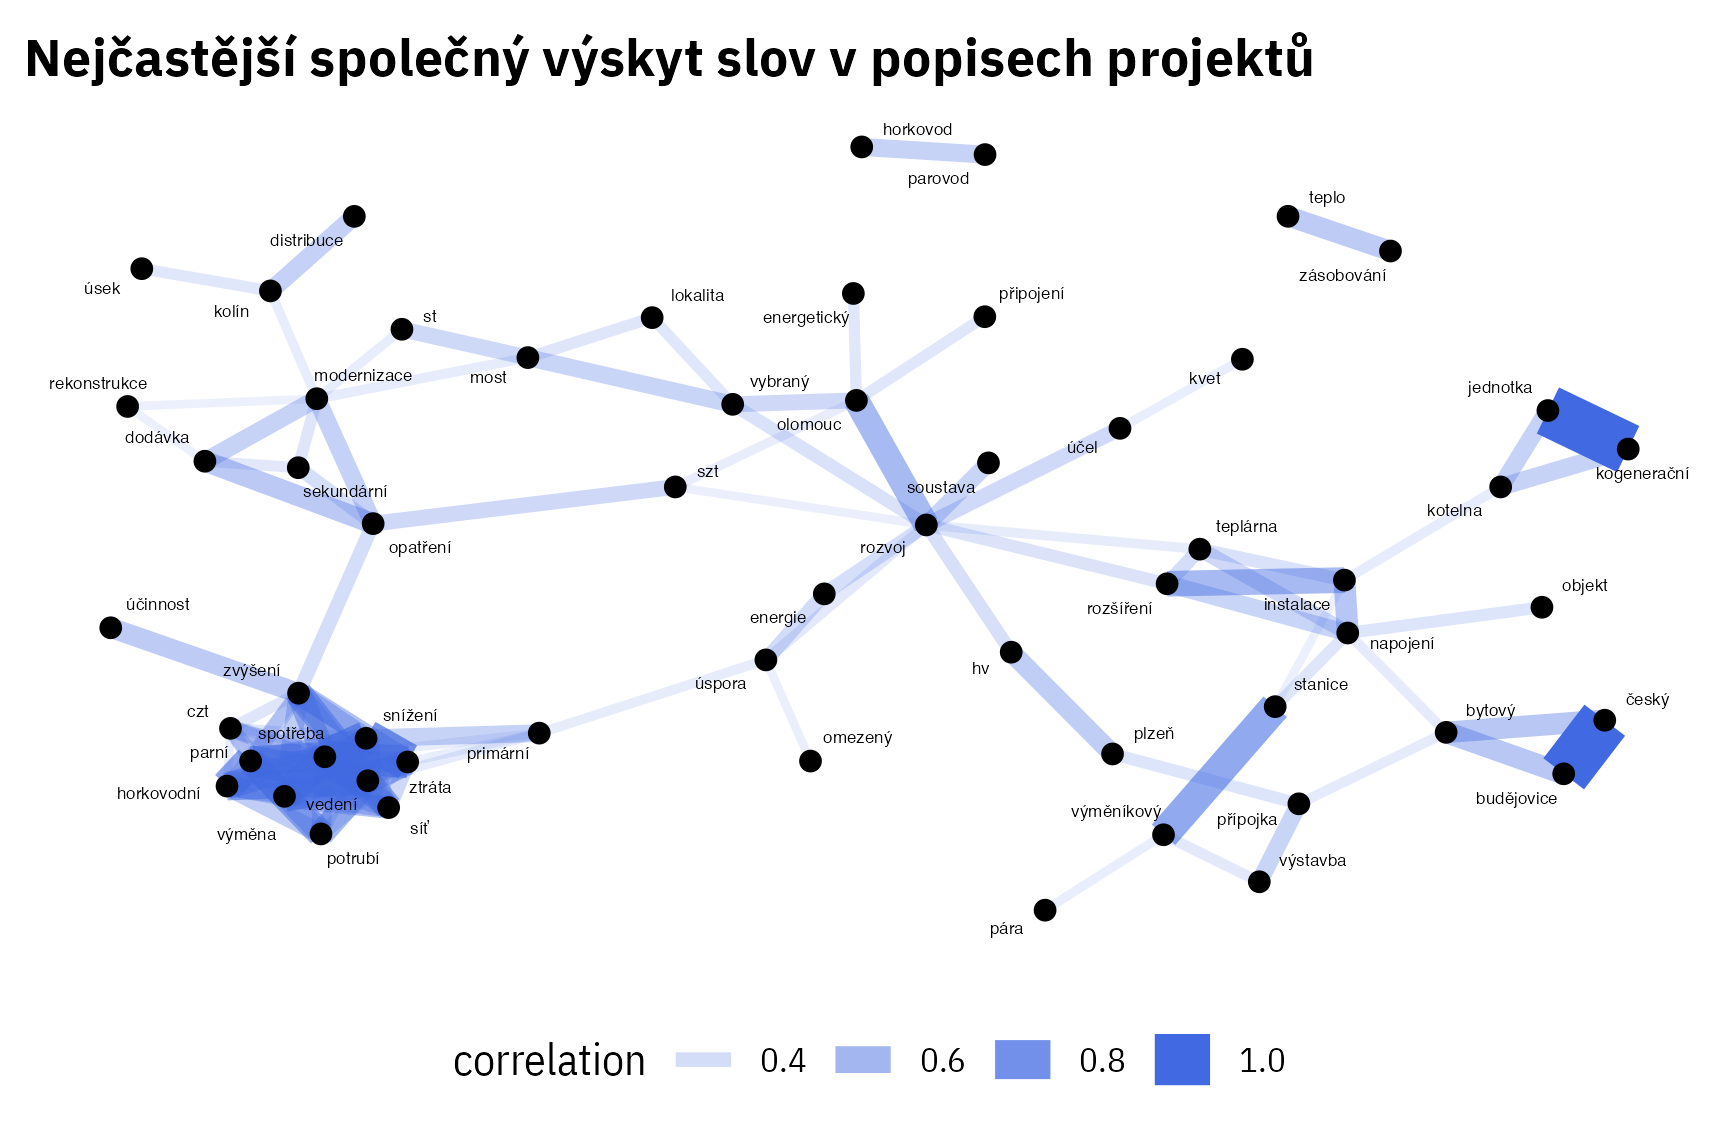 Nejčastější společný výskyt slov v popisech projektů
horkovod
parovod
teplo
zásobování
distribuce
úsek
kolín
st
lokalita
energetický
připojení
most
modernizace
rekonstrukce
vybraný
kvet
jednotka
dodávka
olomouc
účel
szt
soustava
kogenerační
sekundární
kotelna
opatření
rozvoj
teplárna
objekt
účinnost
energie
rozšíření
instalace
napojení
zvýšení
úspora
hv
stanice
český
czt
snížení
bytový
spotřeba
parní
primární
omezený
plzeň
horkovodní
vedení
ztráta
budějovice
výměníkový
přípojka
výměna
síť
potrubí
výstavba
pára
correlation 0.4 0.6 0.8 1.0